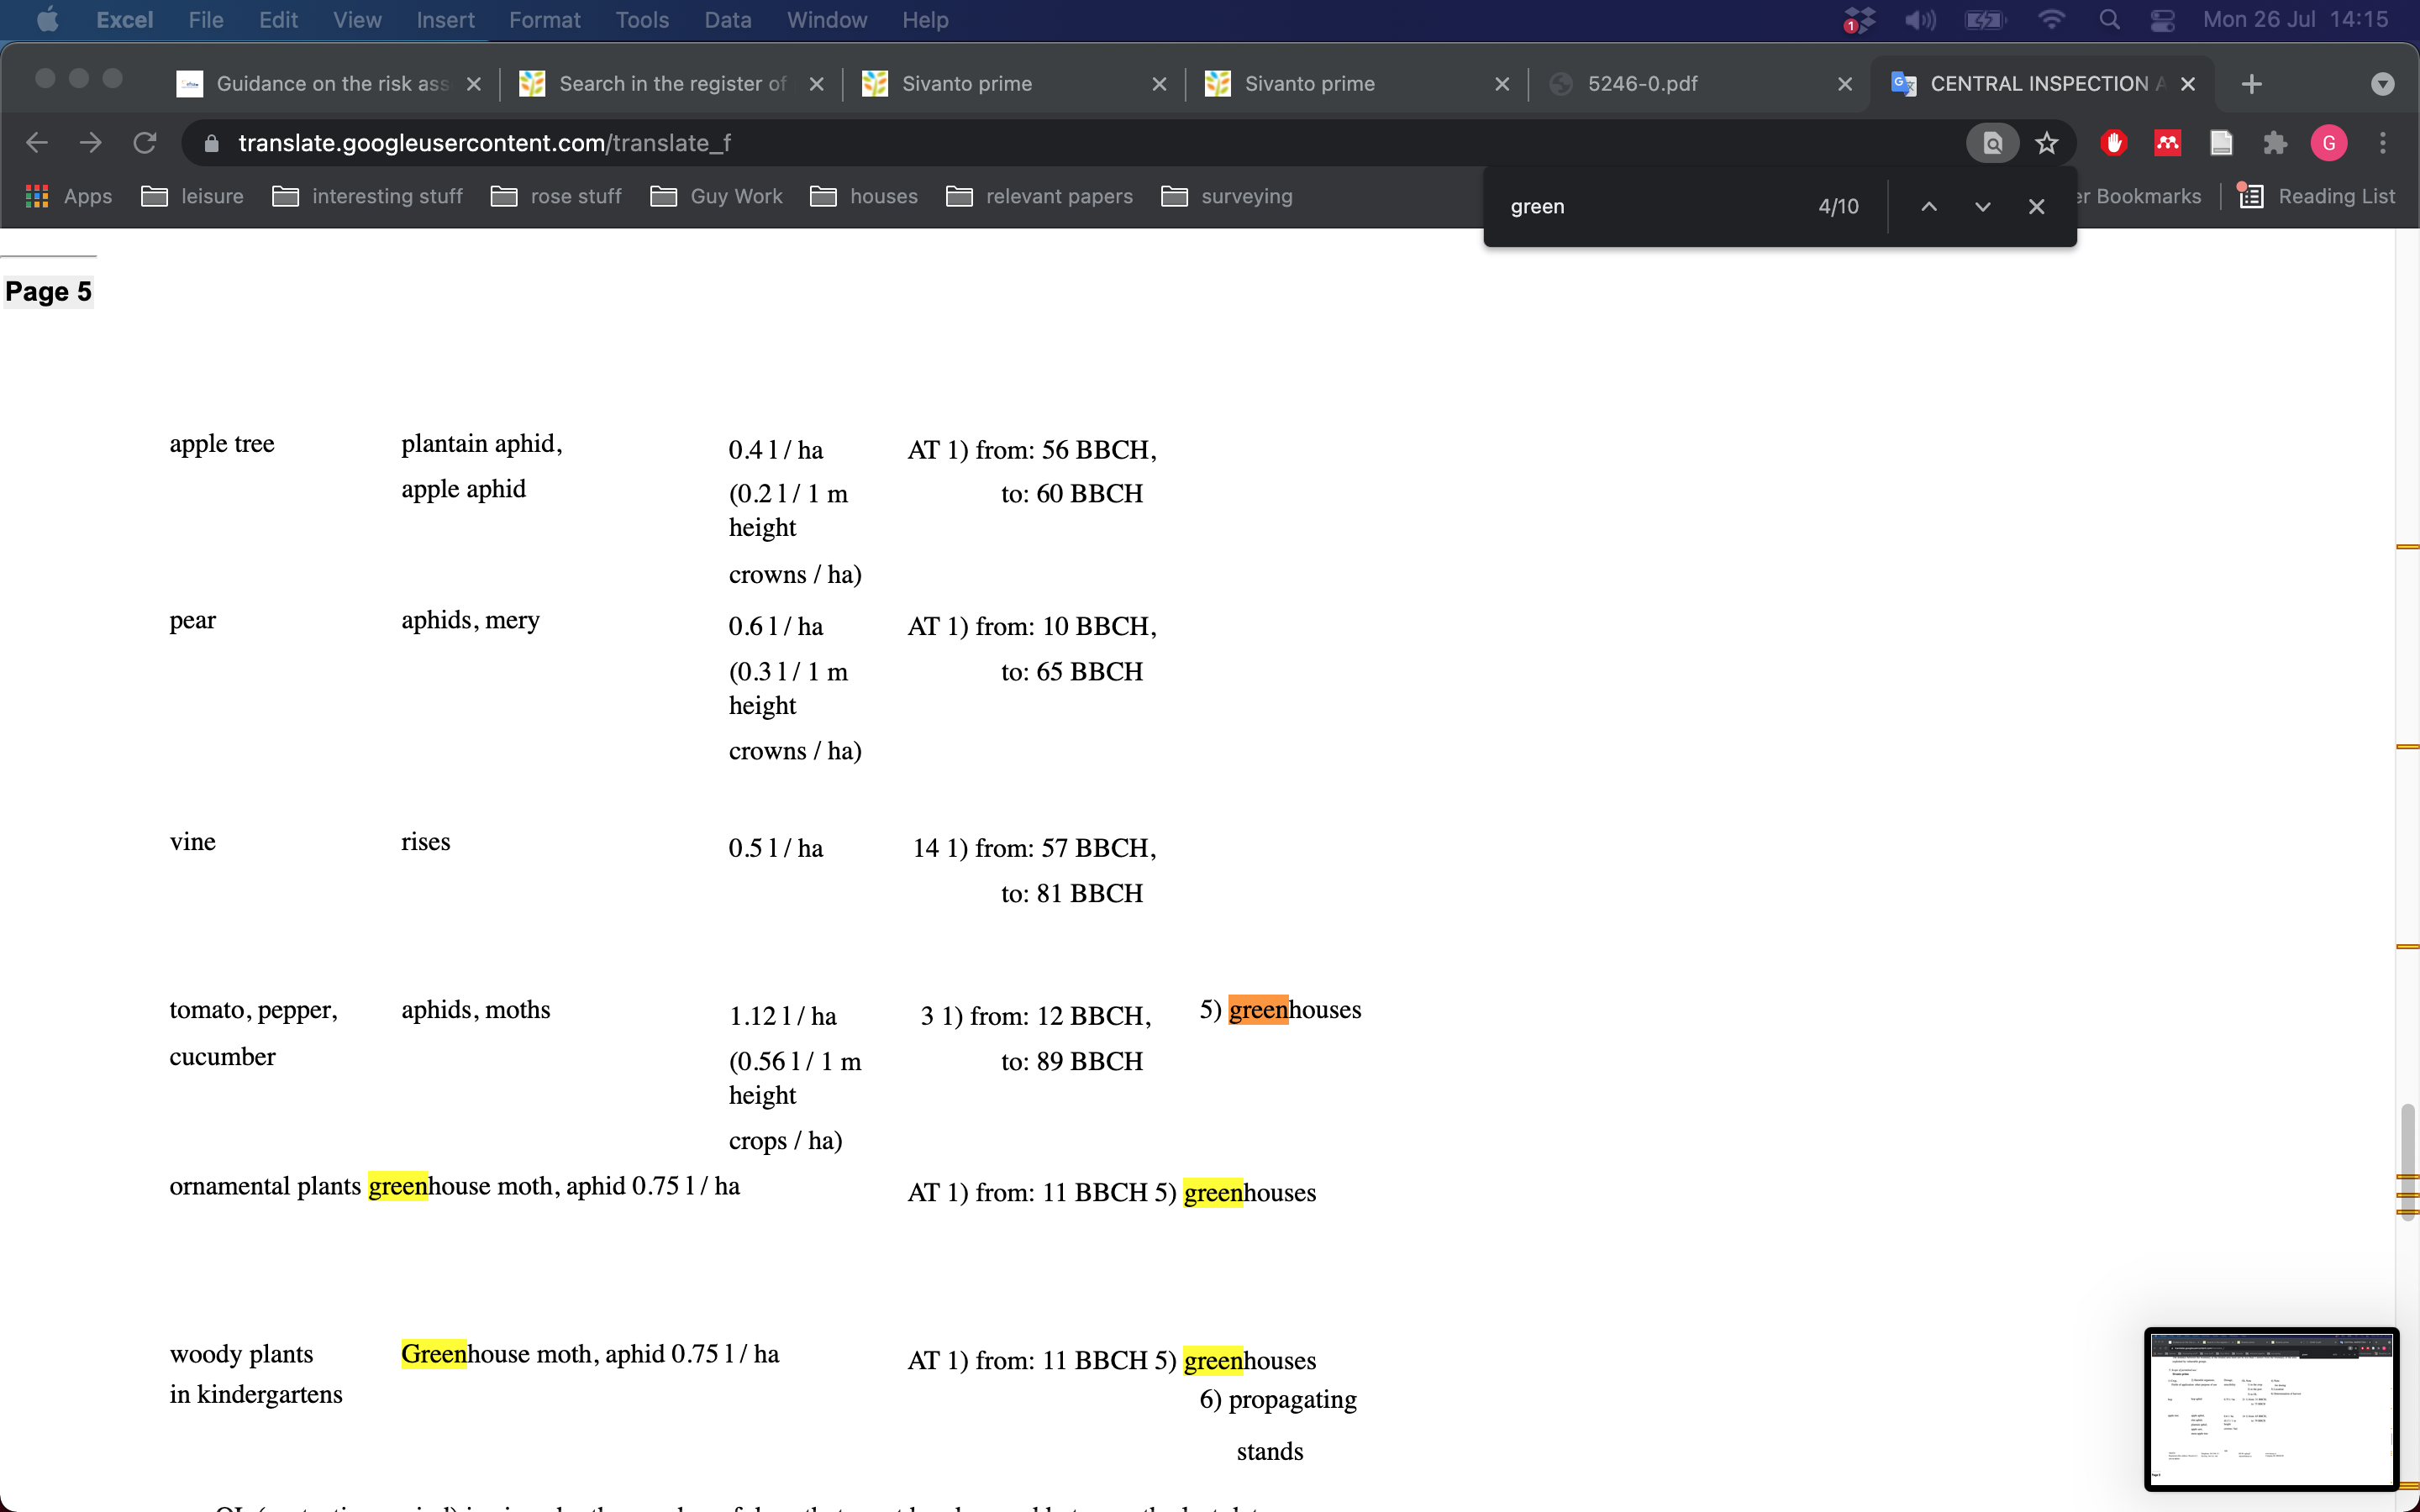 Excel File Edit View Insert Format Tools Data Window Help 1 Mon 26 Jul 14:15
Guidance on the risk ass Search in the register of Sivanto prime Sivanto prime 5246-0.pdf CENTRAL INSPECTION A
translate.googleusercontent.com/translate_f G
Apps leisure interesting stuff rose stuff Guy Work houses relevant papers surveying er Bookmarks Reading List
green 4/10
Page 5
apple tree plantain aphid, 0.4 l / ha AT 1) from: 56 BBCH,
apple aphid (0.2 l / 1 m to: 60 BBCH
height
crowns / ha)
pear aphids, mery 0.6 l / ha AT 1) from: 10 BBCH,
(0.3 l / 1 m to: 65 BBCH
height
crowns / ha)
vine rises 0.5 l / ha 14 1) from: 57 BBCH,
to: 81 BBCH
tomato, pepper, aphids, moths 1.12 l / ha 3 1) from: 12 BBCH, 5) greenhouses
cucumber (0.56 l / 1 m to: 89 BBCH
height
crops / ha)
ornamental plants greenhouse moth, aphid 0.75 l / ha AT 1) from: 11 BBCH 5) greenhouses
woody plants Greenhouse moth, aphid 0.75 l / ha AT 1) from: 11 BBCH 5) greenhouses
in kindergartens 6) propagating
stands